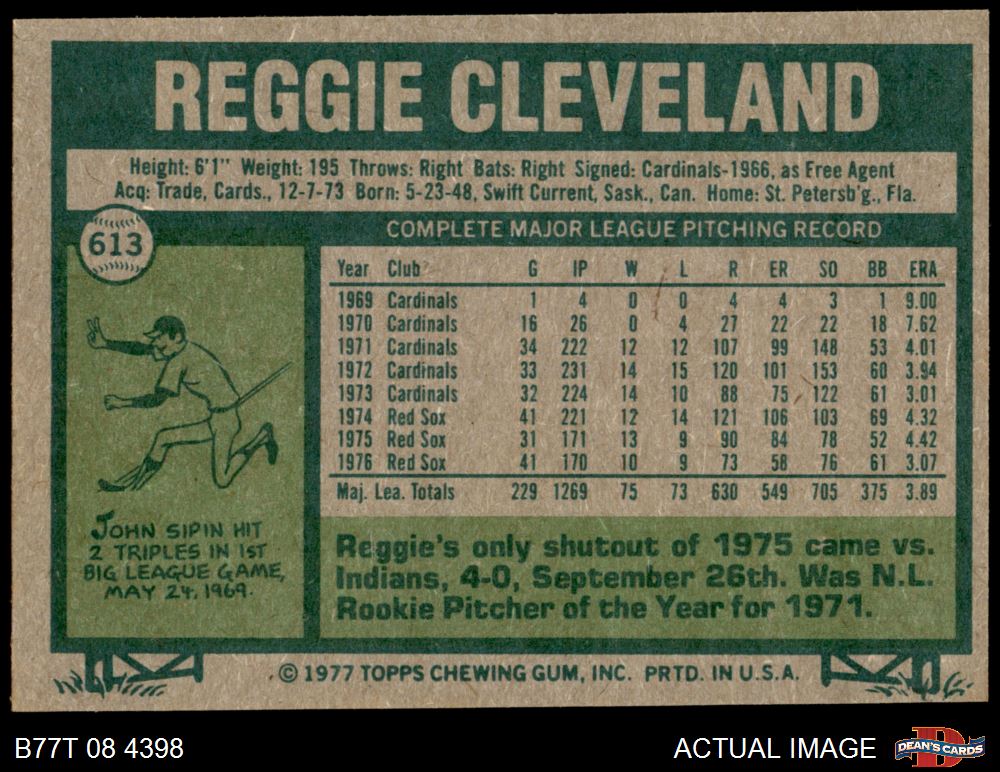 REGGIE CLEVELAND
Height: 6'1" Weight: 195 Throws: Right Bats: Right Signed: Cardinals-1966, as Free Agent
Acq: Trade, Cards., 12-7-73 Born: 5-23-48, Swift Current, Sask., Can. Home: St. Petersb'g., Fla.
613
COMPLETE MAJOR LEAGUE PITCHING RECORD
Year Club G IP W L R ER SO BB ERA
1969 Cardinals 1 4 0 0 4 4 3 1 9.00
1970 Cardinals 16 26 0 4 27 22 22 18 7.62
1971 Cardinals 34 222 12 12 107 99 148 53 4.01
1972 Cardinals 33 231 14 15 120 101 153 60 3.94
1973 Cardinals 32 224 14 10 88 75 122 61 3.01
1974 Red Sox 41 221 12 14 121 106 103 69 4.32
1975 Red Sox 31 171 13 9 90 84 78 52 4.42
1976 Red Sox 41 170 10 9 73 58 76 61 3.07
Maj. Lea. Totals 229 1269 75 73 630 549 705 375 3.89
JOHN SIPIN HIT
2 TRIPLES IN 1ST
BIG LEAGUE GAME,
MAY 24, 1969.
Reggie's only shutout of 1975 came vs.
Indians, 4-0, September 26th. Was N.L.
Rookie Pitcher of the Year for 1971.
© 1977 TOPPS CHEWING GUM, INC. PRTD. IN U.S.A.
B77T 08 4398
ACTUAL IMAGE
D
DEAN'S CARDS